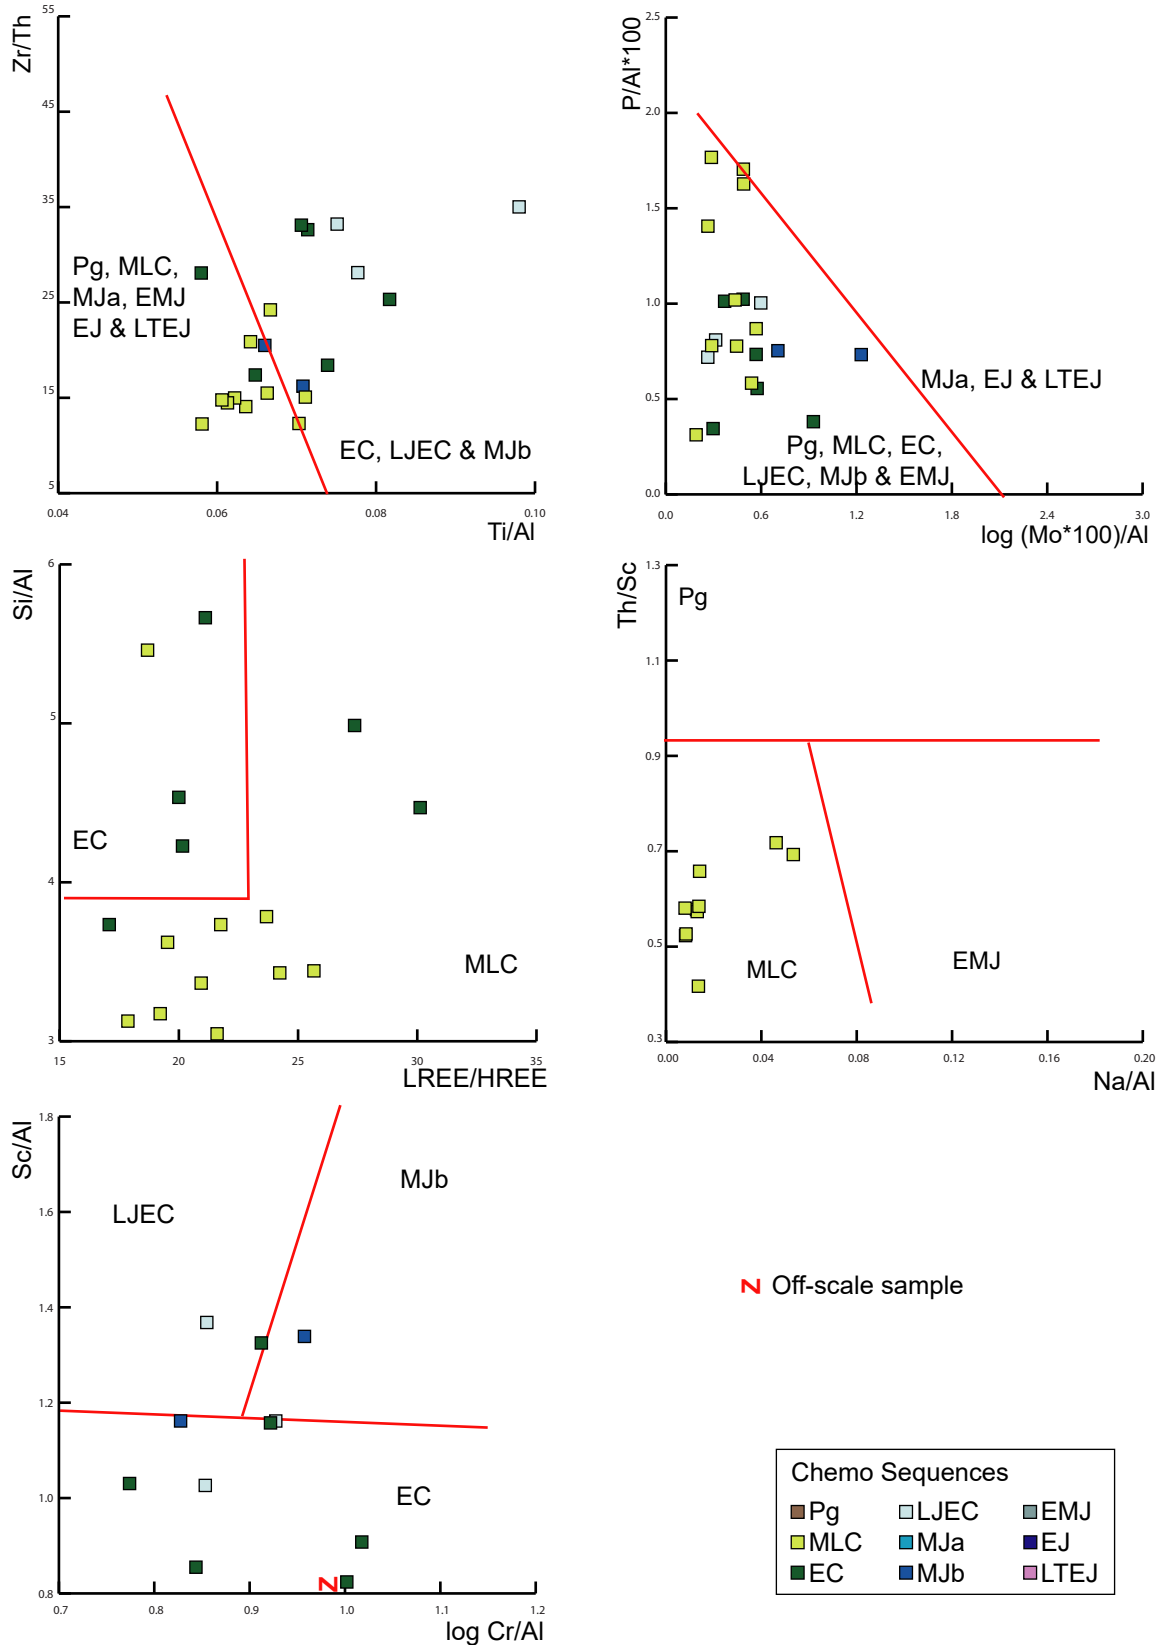 Zr/Th
55
45
35
25
15
5
Pg, MLC,
MJa, EMJ
EJ & LTEJ
EC, LJEC & MJb
0.04
0.06
0.08
0.10
Ti/Al
P/Al*100
2.5
2.0
1.5
1.0
0.5
0.0
MJa, EJ & LTEJ
Pg, MLC, EC,
LJEC, MJb & EMJ
0.0
0.6
1.2
1.8
2.4
3.0
log (Mo*100)/Al
Si/Al
6
5
4
3
EC
MLC
15
20
25
30
35
LREE/HREE
Th/Sc
1.3
1.1
0.9
0.7
0.5
0.3
Pg
MLC
EMJ
0.00
0.04
0.08
0.12
0.16
0.20
Na/Al
Sc/Al
1.8
1.6
1.4
1.2
1.0
0.8
LJEC
MJb
EC
N
0.7
0.8
0.9
1.0
1.1
1.2
log Cr/Al
N Off-scale sample
Chemo Sequences
Pg LJEC EMJ
MLC MJa EJ
EC MJb LTEJ